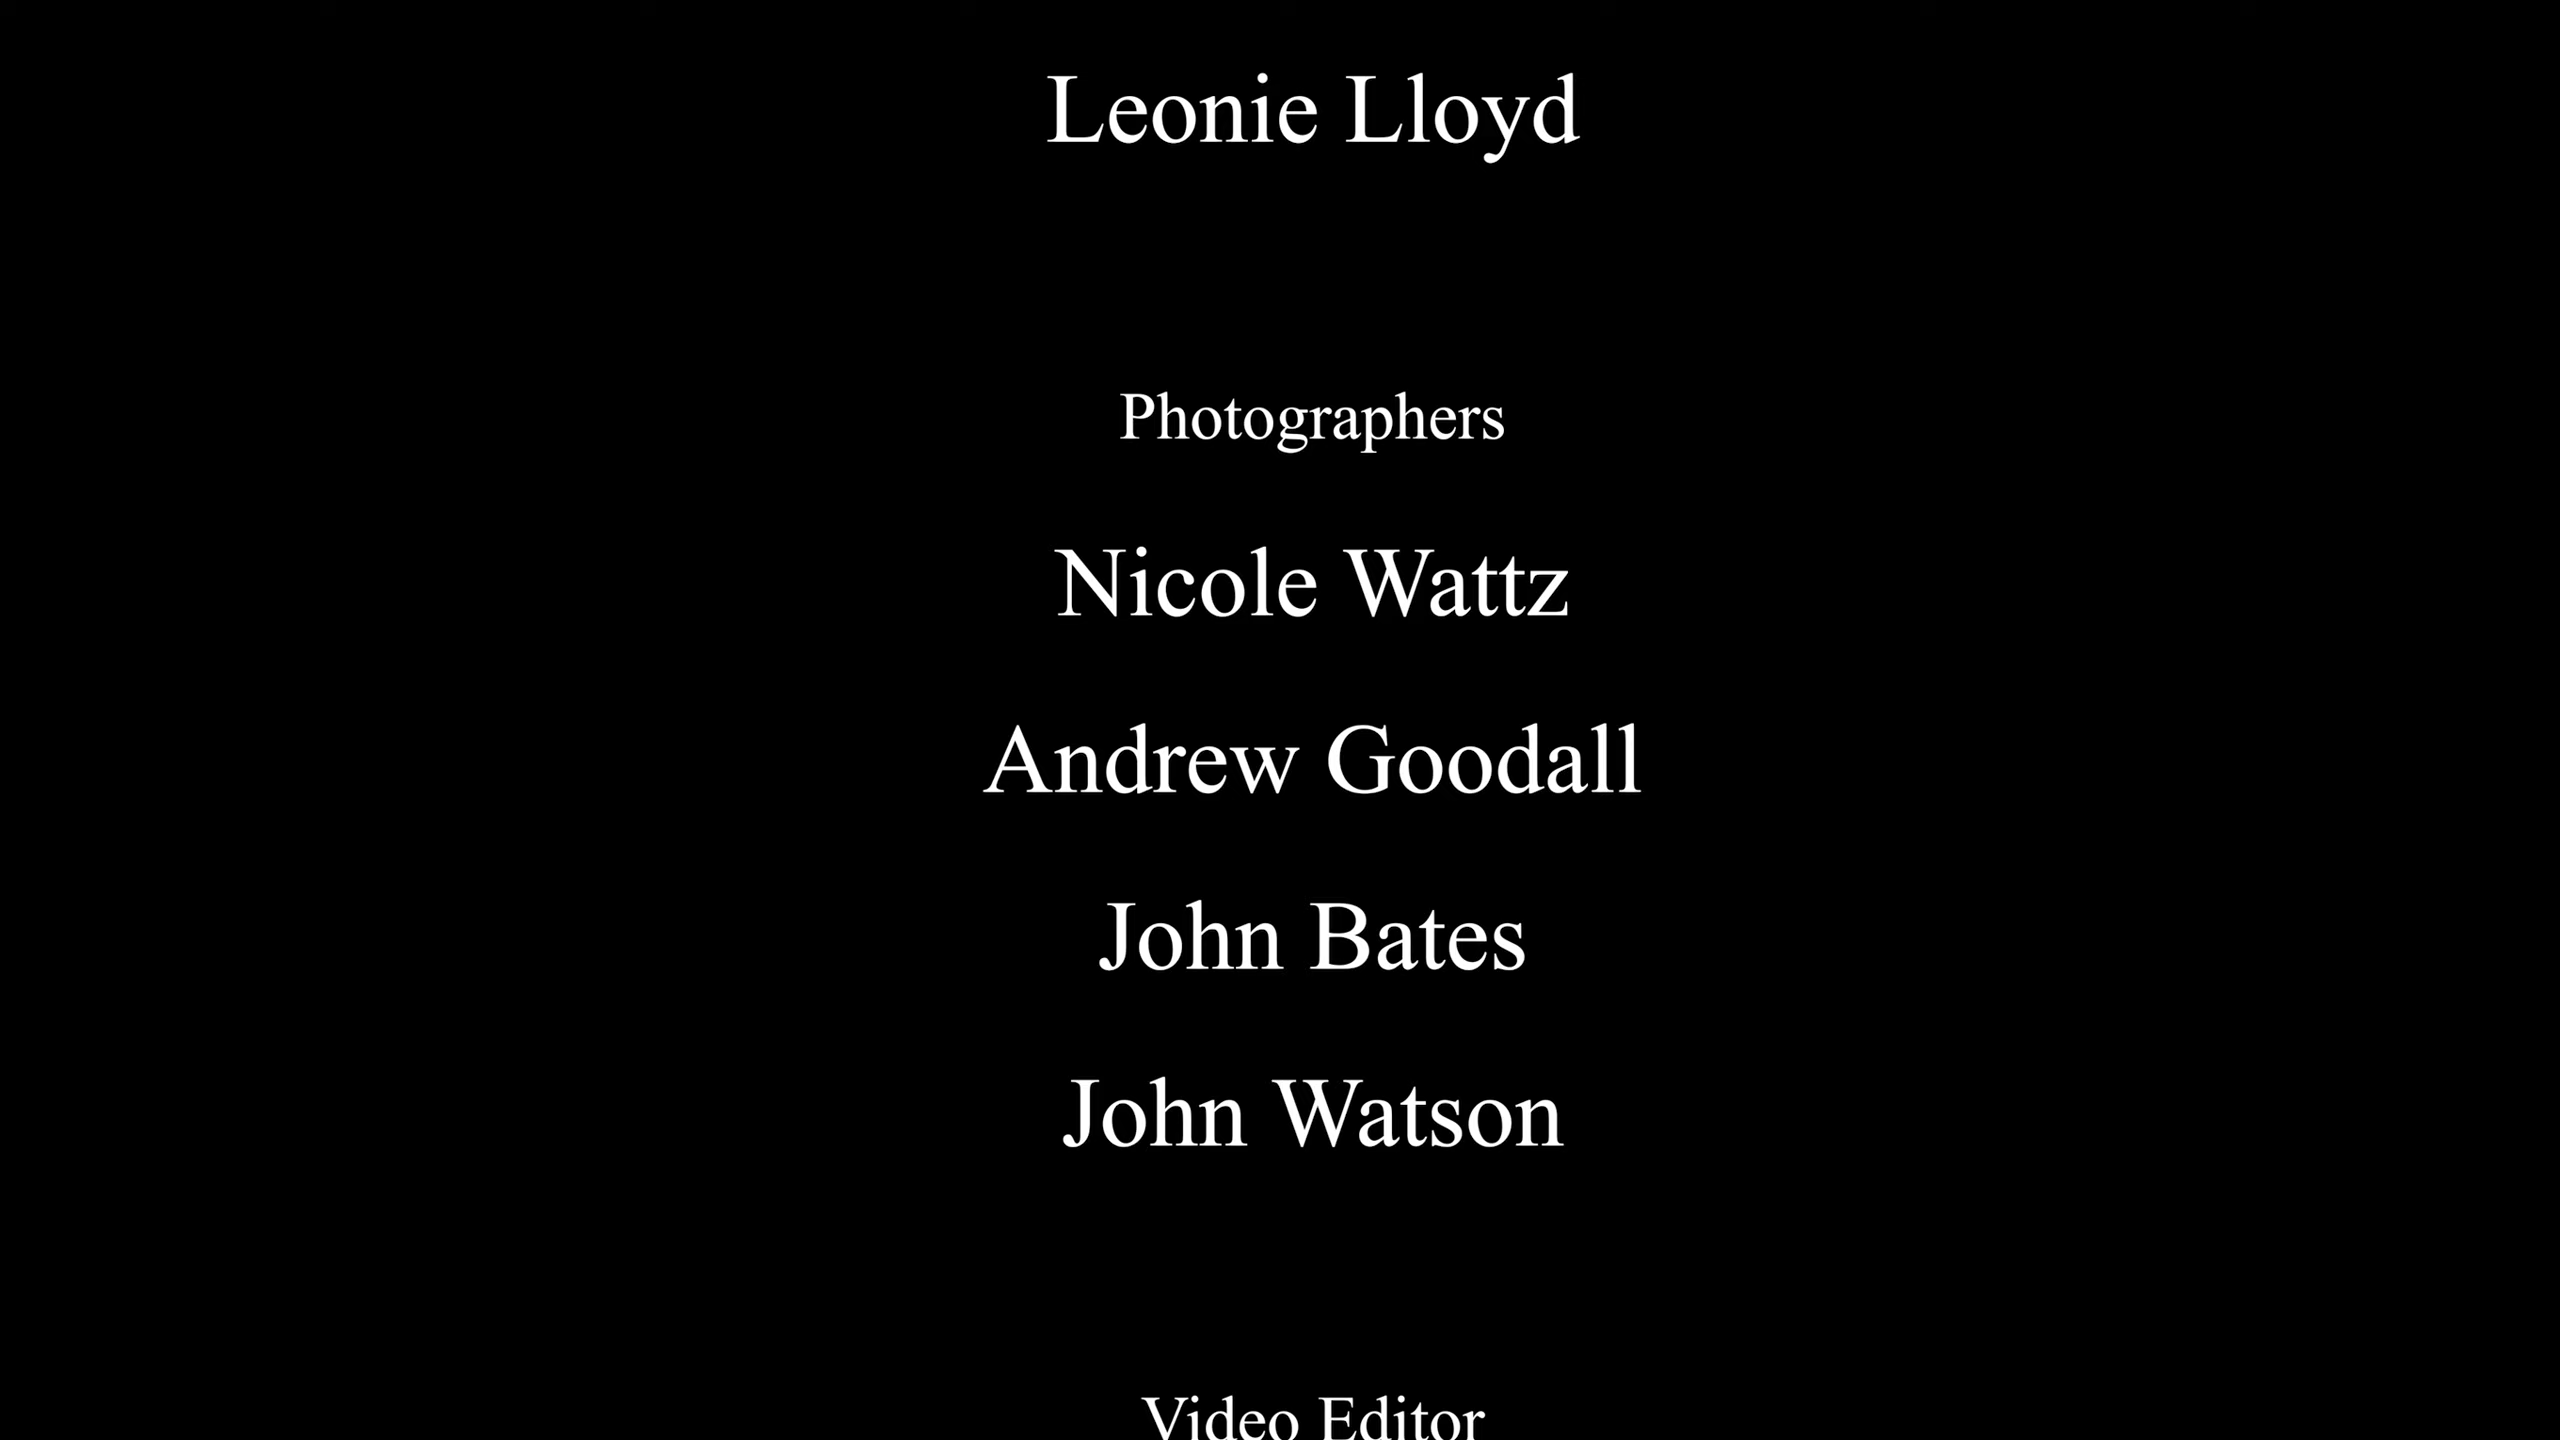 Leonie Lloyd
Photographers
Nicole Wattz
Andrew Goodall
John Bates
John Watson
Video Editor